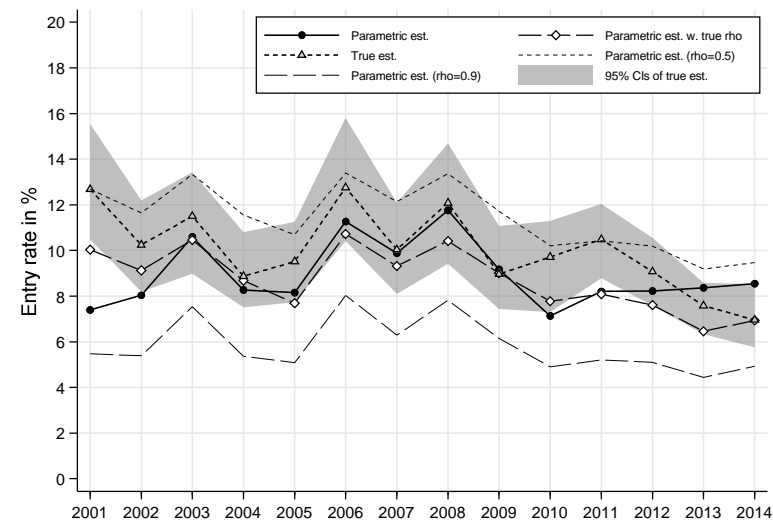 Parametric est.
Parametric est. w. true rho
True est.
Parametric est. (rho=0.5)
Parametric est. (rho=0.9)
95% CIs of true est.
Entry rate in %
20
18
16
14
12
10
8
6
4
2
0
2001 2002 2003 2004 2005 2006 2007 2008 2009 2010 2011 2012 2013 2014